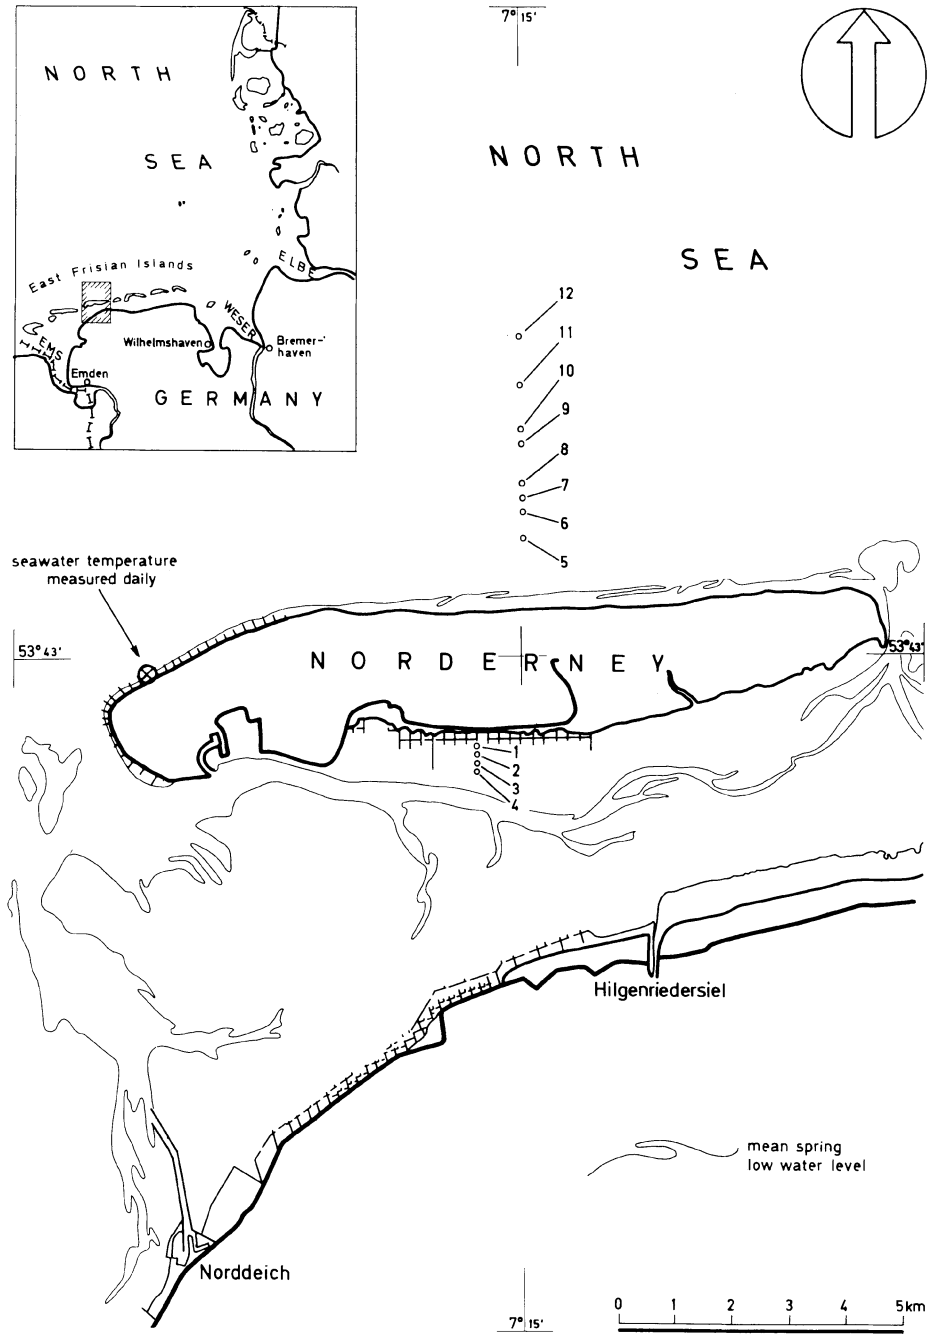 7° 15'
NORTH
SEA
East Frisian Islands
ELBE
WESER
EMS
Wilhelmshaven
Bremer-
haven
Emden
GERMANY
NORTH
SEA
12
11
10
9
8
7
6
5
seawater temperature
measured daily
53° 43'
NORDERNEY
53° 43'
1
2
3
4
Hilgenriedersiel
mean spring
low water level
Norddeich
7° 15'
0 1 2 3 4 5 km